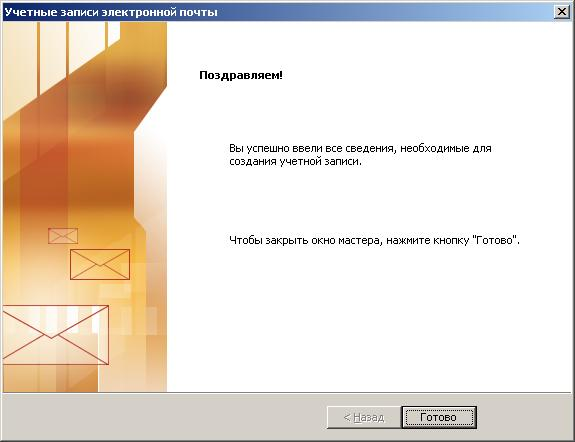 Учетные записи электронной почты
Поздравляем!
Вы успешно ввели все сведения, необходимые для
создания учетной записи.
Чтобы закрыть окно мастера, нажмите кнопку "Готово".
< Назад
Готово